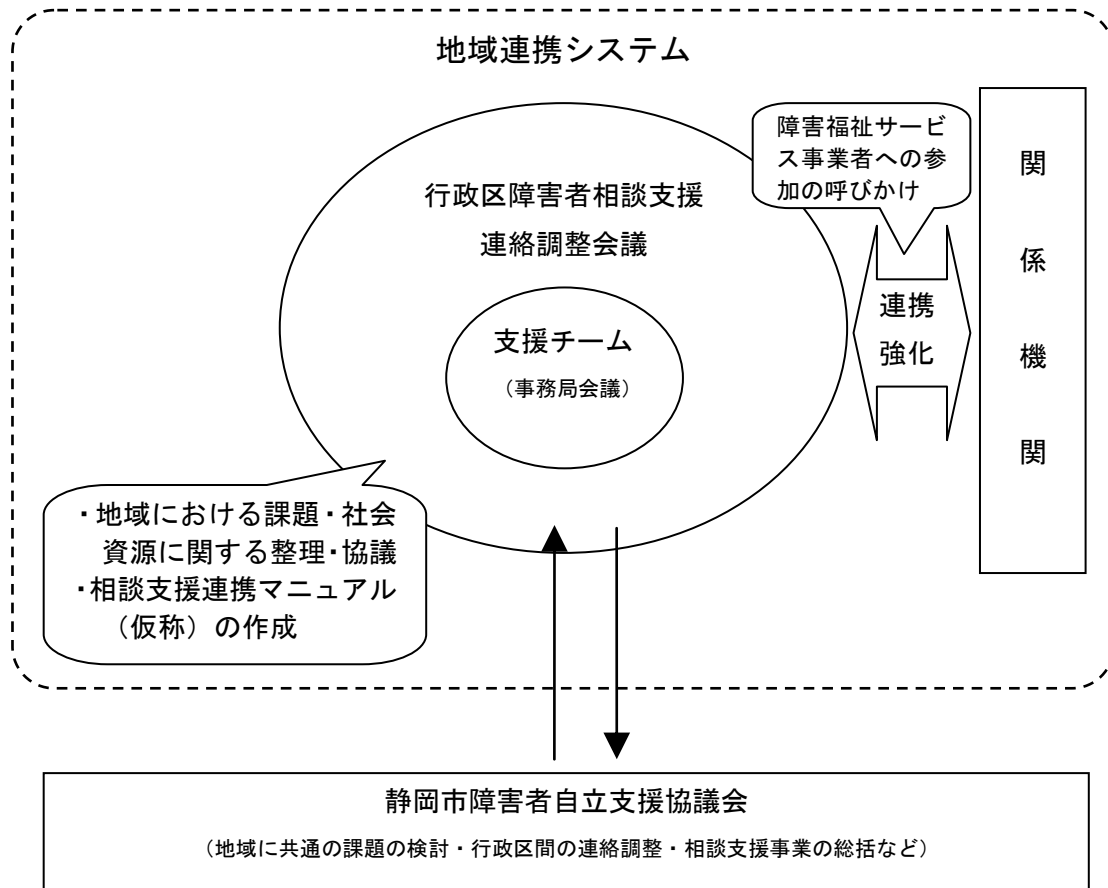 地域連携システム
障害福祉サービ
ス事業者への参
加の呼びかけ
関
係
機
関
行政区障害者相談支援
連絡調整会議
連携
強化
支援チーム
（事務局会議）
・地域における課題・社会
資源に関する整理・協議
・相談支援連携マニュアル
（仮称）の作成
静岡市障害者自立支援協議会
（地域に共通の課題の検討・行政区間の連絡調整・相談支援事業の総括など）